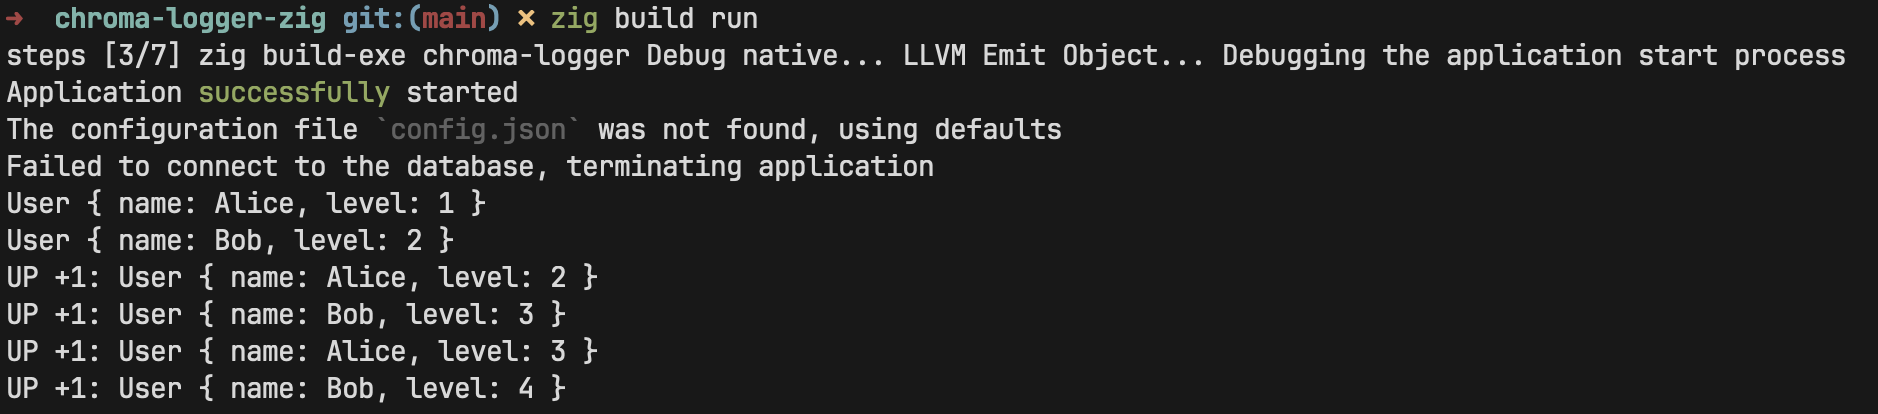 ➜ chroma-logger-zig git:(main) ✗ zig build run
steps [3/7] zig build-exe chroma-logger Debug native... LLVM Emit Object... Debugging the application start process
Application successfully started
The configuration file `config.json` was not found, using defaults
Failed to connect to the database, terminating application
User { name: Alice, level: 1 }
User { name: Bob, level: 2 }
UP +1: User { name: Alice, level: 2 }
UP +1: User { name: Bob, level: 3 }
UP +1: User { name: Alice, level: 3 }
UP +1: User { name: Bob, level: 4 }